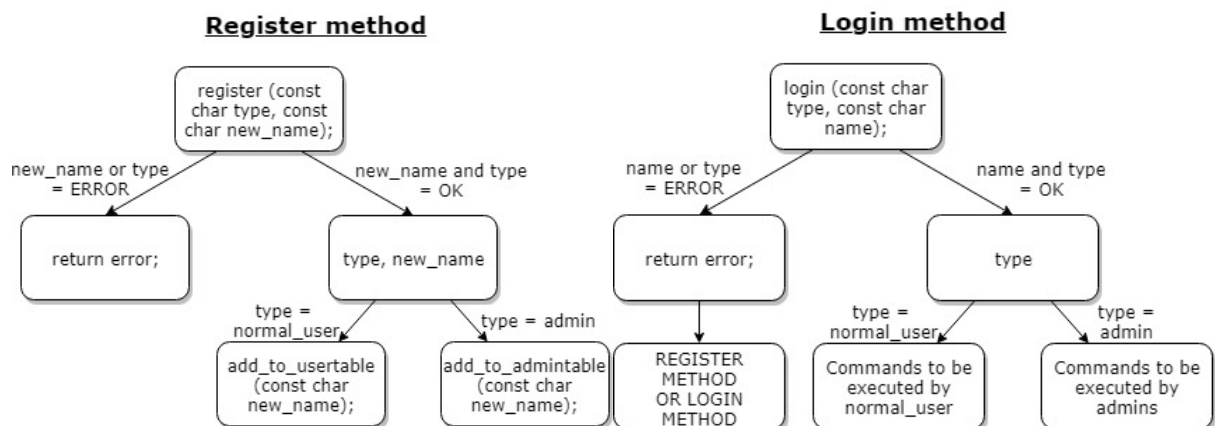 Register method
register (const
char type, const
char new_name);
new_name or type
= ERROR
new_name and type
= OK
return error;
type, new_name
type =
normal_user
type = admin
add_to_usertable
(const char
new_name);
add_to_admintable
(const char
new_name);
Login method
login (const char
type, const char
name);
name or type
= ERROR
name and type
= OK
return error;
type
type =
normal_user
type =
admin
REGISTER
METHOD
OR LOGIN
METHOD
Commands to be
executed by
normal_user
Commands to be
executed by
admins